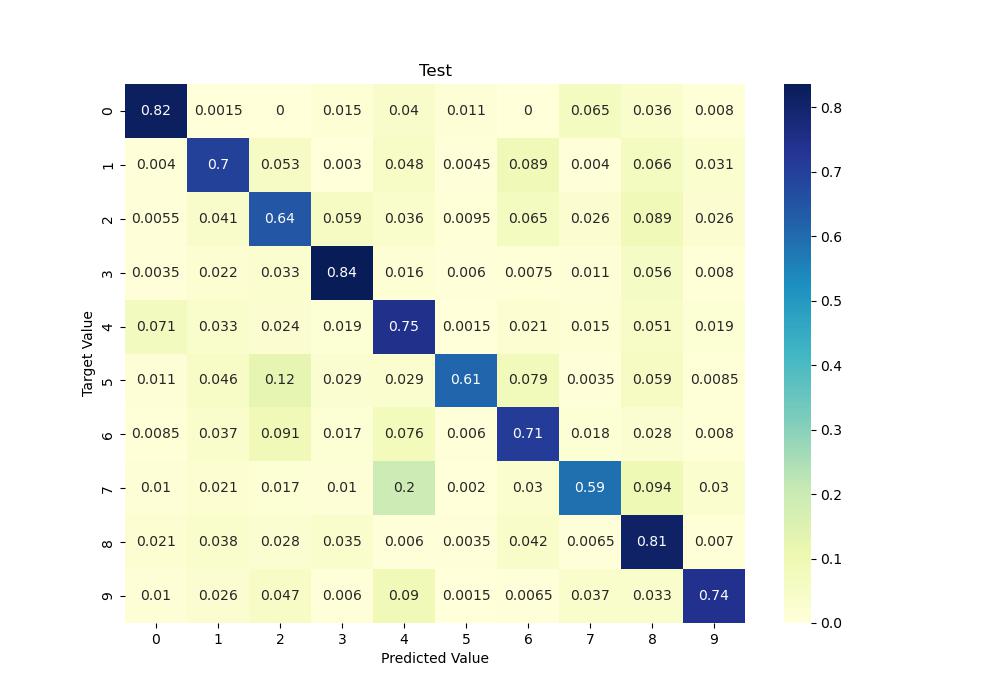 Test
0 0.82 0.0015 0 0.015 0.04 0.011 0 0.065 0.036 0.008
1 0.004 0.7 0.053 0.003 0.048 0.0045 0.089 0.004 0.066 0.031
2 0.0055 0.041 0.64 0.059 0.036 0.0095 0.065 0.026 0.089 0.026
3 0.0035 0.022 0.033 0.84 0.016 0.006 0.0075 0.011 0.056 0.008
4 0.071 0.033 0.024 0.019 0.75 0.0015 0.021 0.015 0.051 0.019
5 0.011 0.046 0.12 0.029 0.029 0.61 0.079 0.0035 0.059 0.0085
6 0.0085 0.037 0.091 0.017 0.076 0.006 0.71 0.018 0.028 0.008
7 0.01 0.021 0.017 0.01 0.2 0.002 0.03 0.59 0.094 0.03
8 0.021 0.038 0.028 0.035 0.006 0.0035 0.042 0.0065 0.81 0.007
9 0.01 0.026 0.047 0.006 0.09 0.0015 0.0065 0.037 0.033 0.74
0 1 2 3 4 5 6 7 8 9
Predicted Value
Target Value
0.8
0.7
0.6
0.5
0.4
0.3
0.2
0.1
0.0